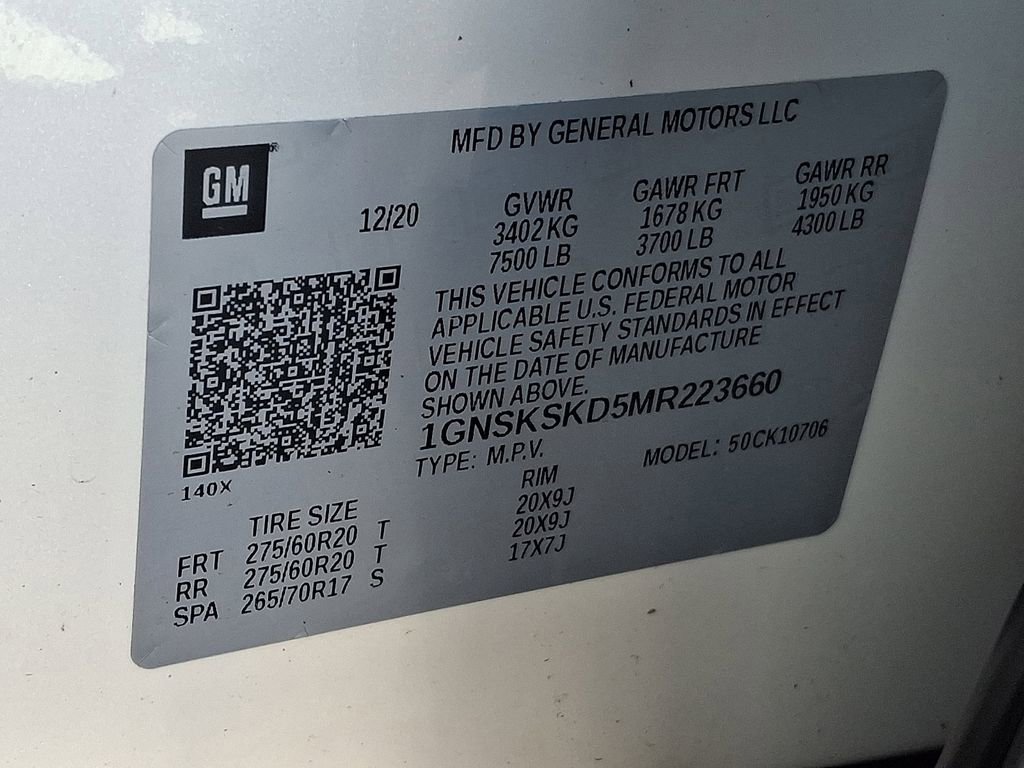 MFD BY GENERAL MOTORS LLC
GM
12/20
GVWR
3402 KG
7500 LB
GAWR FRT
1678 KG
3700 LB
GAWR RR
1950 KG
4300 LB
THIS VEHICLE CONFORMS TO ALL
APPLICABLE U.S. FEDERAL MOTOR
VEHICLE SAFETY STANDARDS IN EFFECT
ON THE DATE OF MANUFACTURE
SHOWN ABOVE.
1GNSKSKD5MR223660
TYPE: M.P.V. MODEL: 50CK10706
140X
TIRE SIZE RIM
FRT 275/60R20 T 20X9J
RR 275/60R20 T 20X9J
SPA 265/70R17 S 17X7J